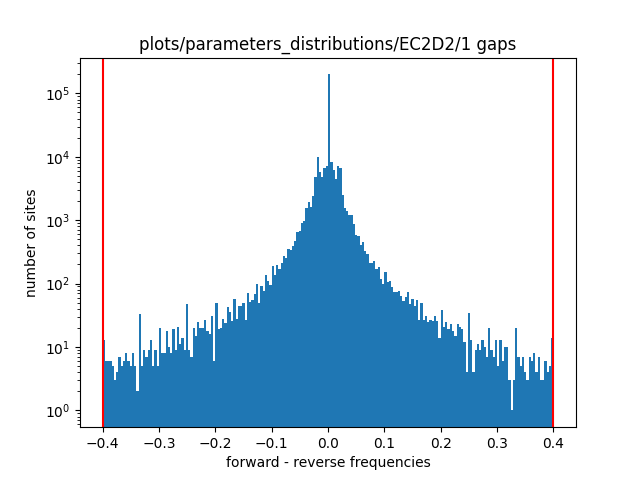 plots/parameters_distributions/EC2D2/1 gaps
number of sites
10^5
10^4
10^3
10^2
10^1
10^0
−0.4 −0.3 −0.2 −0.1 0.0 0.1 0.2 0.3 0.4
forward - reverse frequencies